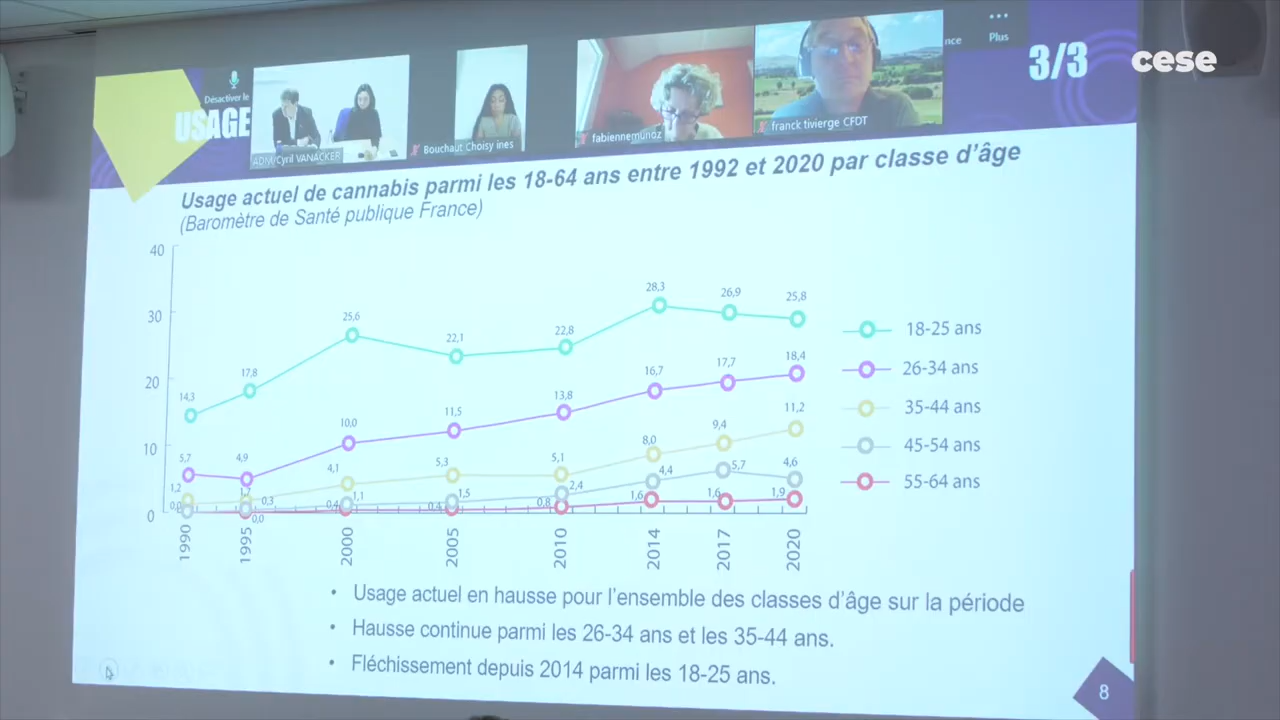 3/3
cese
nce
Plus
Désactiver le
USAGE
ADM/Cyril VANACKER
Bouchaut Choisy ines
fabiennemunoz
franck tivierge CFDT
Usage actuel de cannabis parmi les 18-64 ans entre 1992 et 2020 par classe d'âge
(Baromètre de Santé publique France)
40
30
20
10
0
14,3
17,8
25,6
22,1
22,8
28,3
26,9
25,8
5,7
4,9
10,0
11,5
13,8
16,7
17,7
18,4
1,2
1,7
4,1
5,3
5,1
8,0
9,4
11,2
0,3
1,1
1,5
2,4
4,4
5,7
4,6
0,0
0,0
0,4
0,4
0,8
1,6
1,6
1,9
1990
1995
2000
2005
2010
2014
2017
2020
18-25 ans
26-34 ans
35-44 ans
45-54 ans
55-64 ans
• Usage actuel en hausse pour l'ensemble des classes d'âge sur la période
• Hausse continue parmi les 26-34 ans et les 35-44 ans.
• Fléchissement depuis 2014 parmi les 18-25 ans.
8